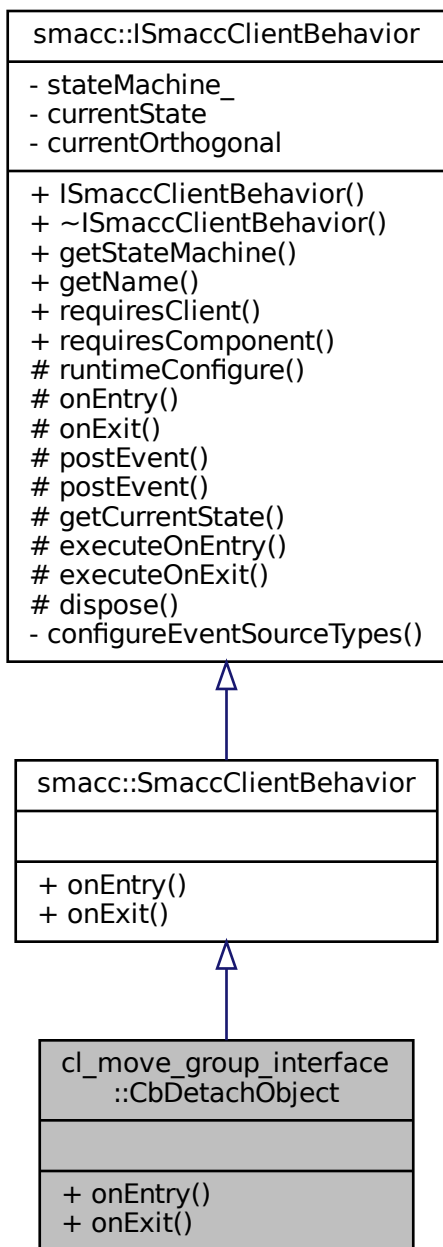 smacc::ISmaccClientBehavior
- stateMachine_
- currentState
- currentOrthogonal
+ ISmaccClientBehavior()
+ ~ISmaccClientBehavior()
+ getStateMachine()
+ getName()
+ requiresClient()
+ requiresComponent()
# runtimeConfigure()
# onEntry()
# onExit()
# postEvent()
# postEvent()
# getCurrentState()
# executeOnEntry()
# executeOnExit()
# dispose()
- configureEventSourceTypes()
smacc::SmaccClientBehavior
+ onEntry()
+ onExit()
cl_move_group_interface
::CbDetachObject
+ onEntry()
+ onExit()